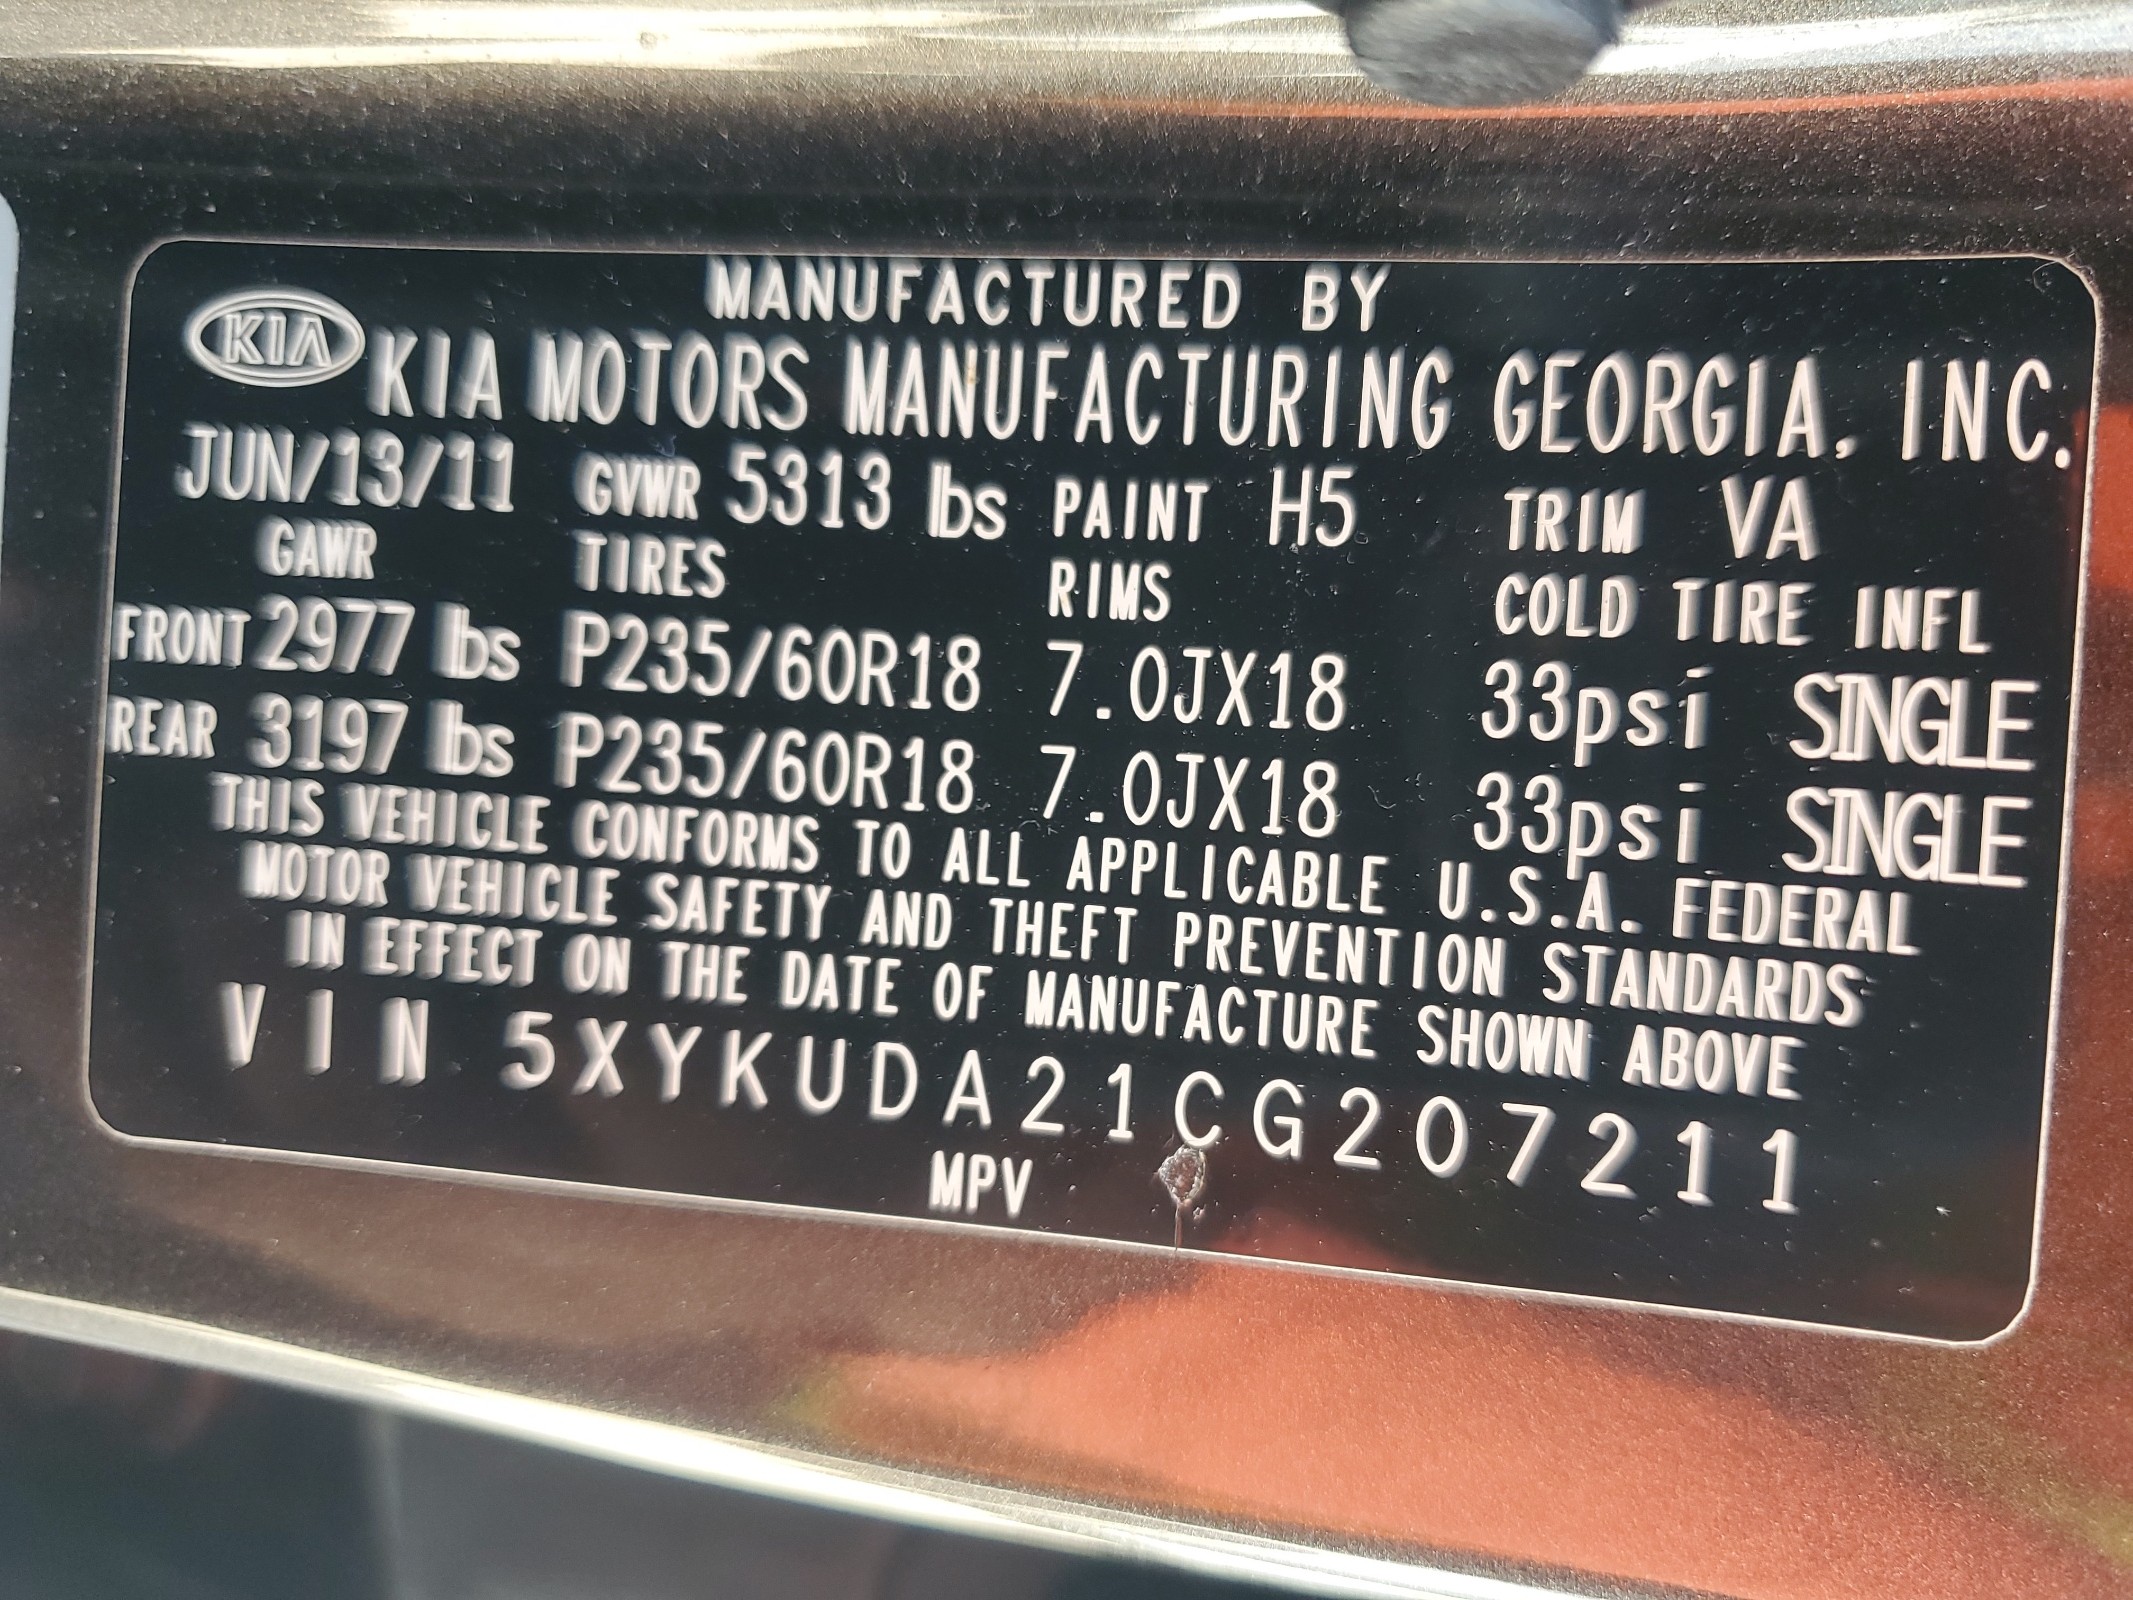 MANUFACTURED BY
KIA KIA MOTORS MANUFACTURING GEORGIA, INC.
JUN/13/11 GVWR 5313 lbs PAINT H5 TRIM VA
GAWR TIRES RIMS COLD TIRE INFL
FRONT 2977 lbs P235/60R18 7.0JX18 33psi SINGLE
REAR 3197 lbs P235/60R18 7.0JX18 33psi SINGLE
THIS VEHICLE CONFORMS TO ALL APPLICABLE U.S.A. FEDERAL
MOTOR VEHICLE SAFETY AND THEFT PREVENTION STANDARDS
IN EFFECT ON THE DATE OF MANUFACTURE SHOWN ABOVE
VIN 5XYKUDA21CG207211
MPV